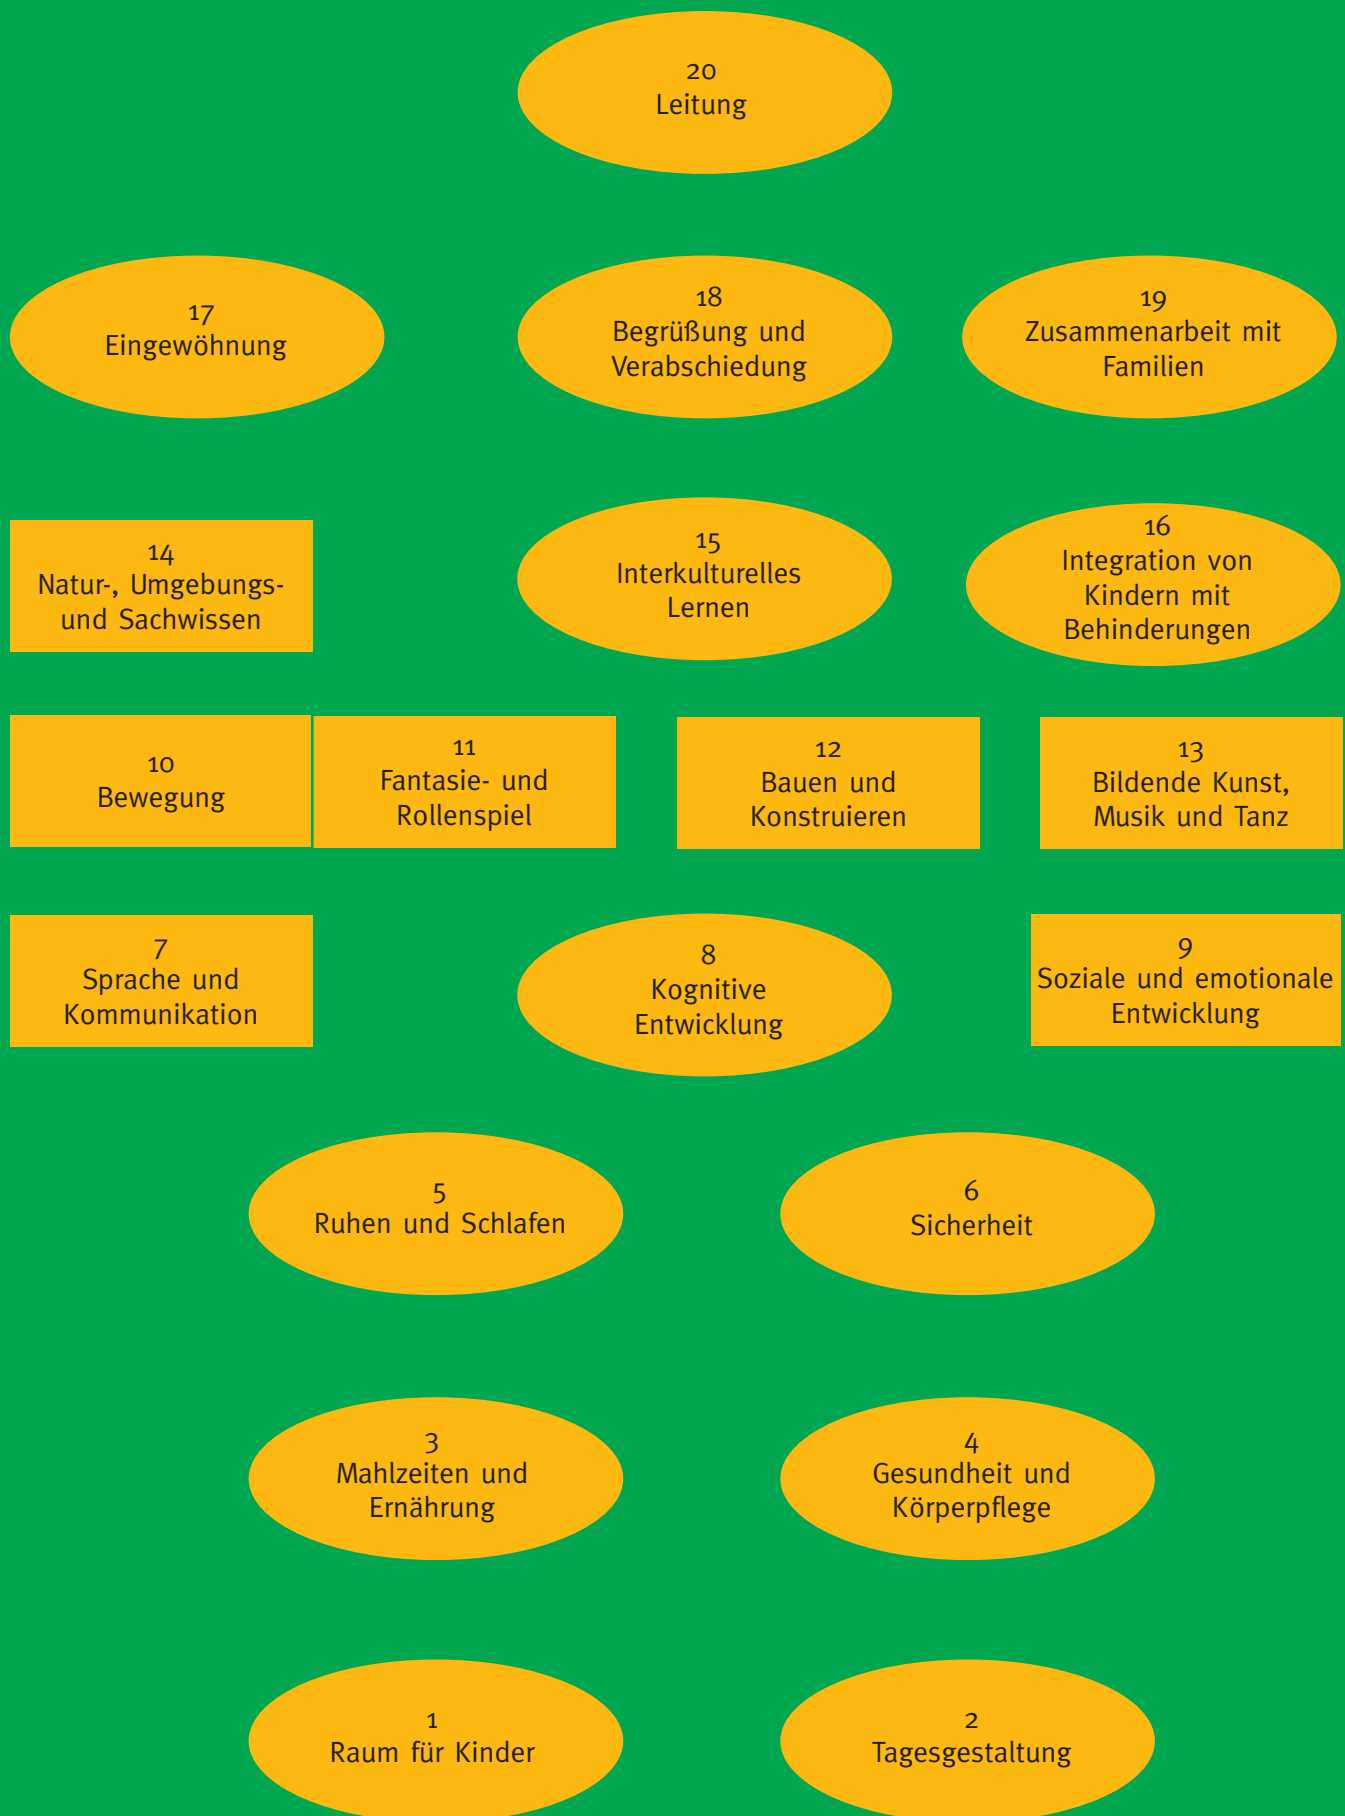 20
Leitung
17
Eingewöhnung
18
Begrüßung und
Verabschiedung
19
Zusammenarbeit mit
Familien
14
Natur-, Umgebungs-
und Sachwissen
15
Interkulturelles
Lernen
16
Integration von
Kindern mit
Behinderungen
10
Bewegung
11
Fantasie- und
Rollenspiel
12
Bauen und
Konstruieren
13
Bildende Kunst,
Musik und Tanz
7
Sprache und
Kommunikation
8
Kognitive
Entwicklung
9
Soziale und emotionale
Entwicklung
5
Ruhen und Schlafen
6
Sicherheit
3
Mahlzeiten und
Ernährung
4
Gesundheit und
Körperpflege
1
Raum für Kinder
2
Tagesgestaltung